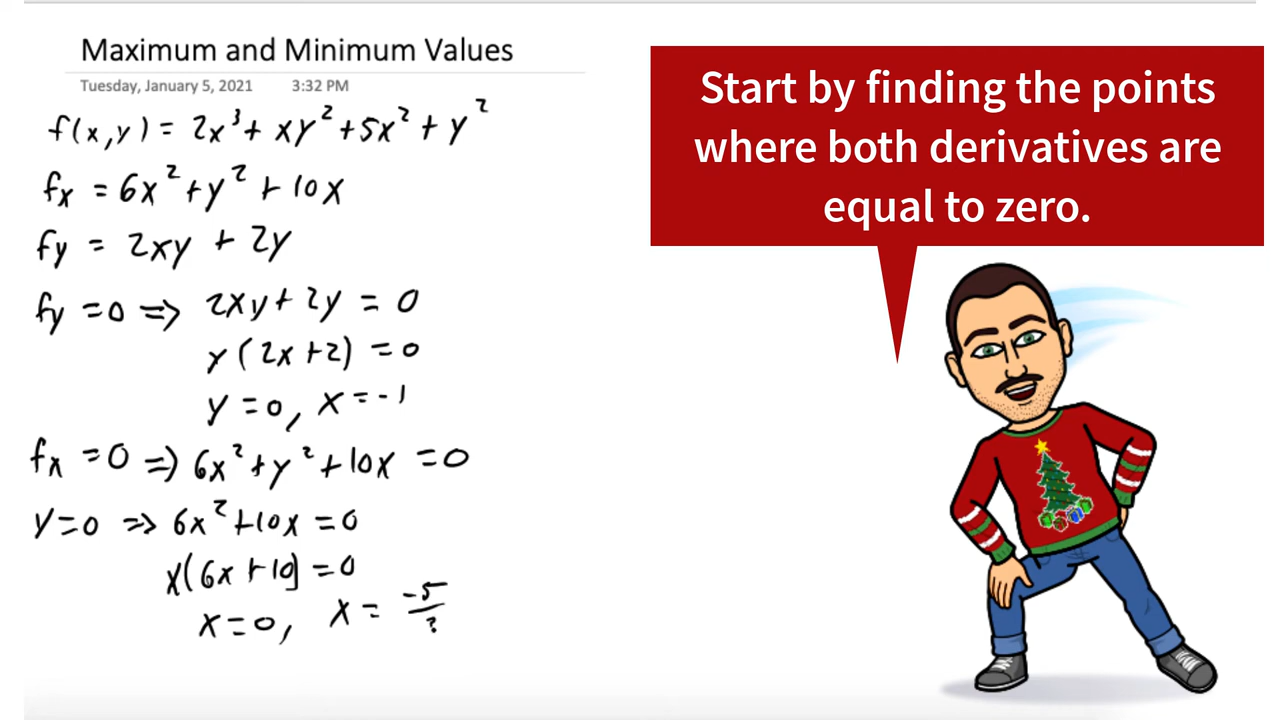 Maximum and Minimum Values
Tuesday, January 5, 2021 3:32 PM
f(x,y) = 2x³ + xy² + 5x² + y²
fx = 6x² + y² + 10x
fy = 2xy + 2y
fy = 0 => 2xy + 2y = 0
y(2x+2) = 0
y = 0, x = -1
fx = 0 => 6x² + y² + 10x = 0
y = 0 => 6x² + 10x = 0
x(6x + 10) = 0
x = 0, x = -5/3
Start by finding the points
where both derivatives are
equal to zero.